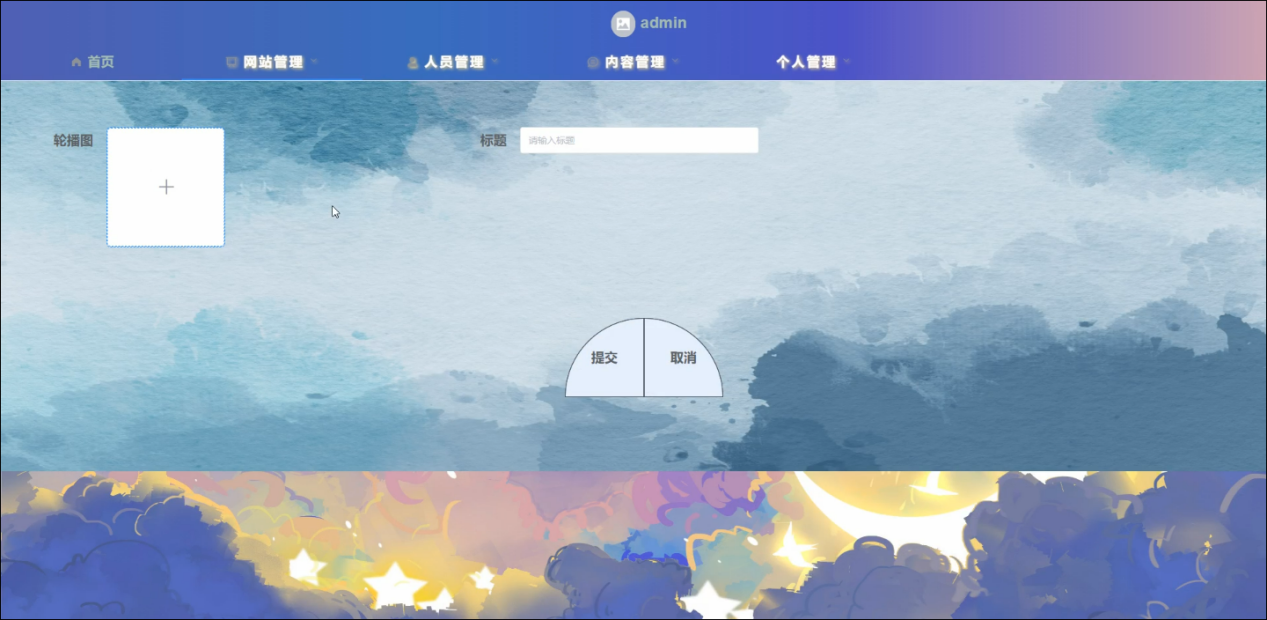 admin
首页 网站管理 人员管理 内容管理 个人管理
轮播图 标题 请输入标题
提交 取消